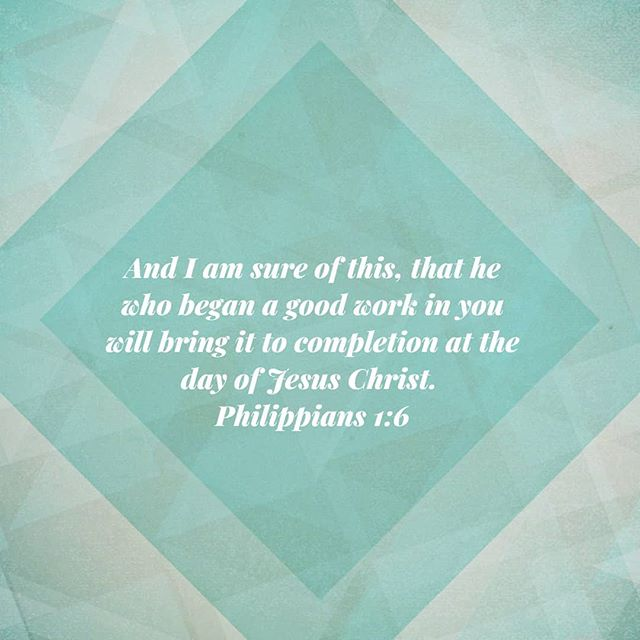 And I am sure of this, that he
who began a good work in you
will bring it to completion at the
day of Jesus Christ.
Philippians 1:6